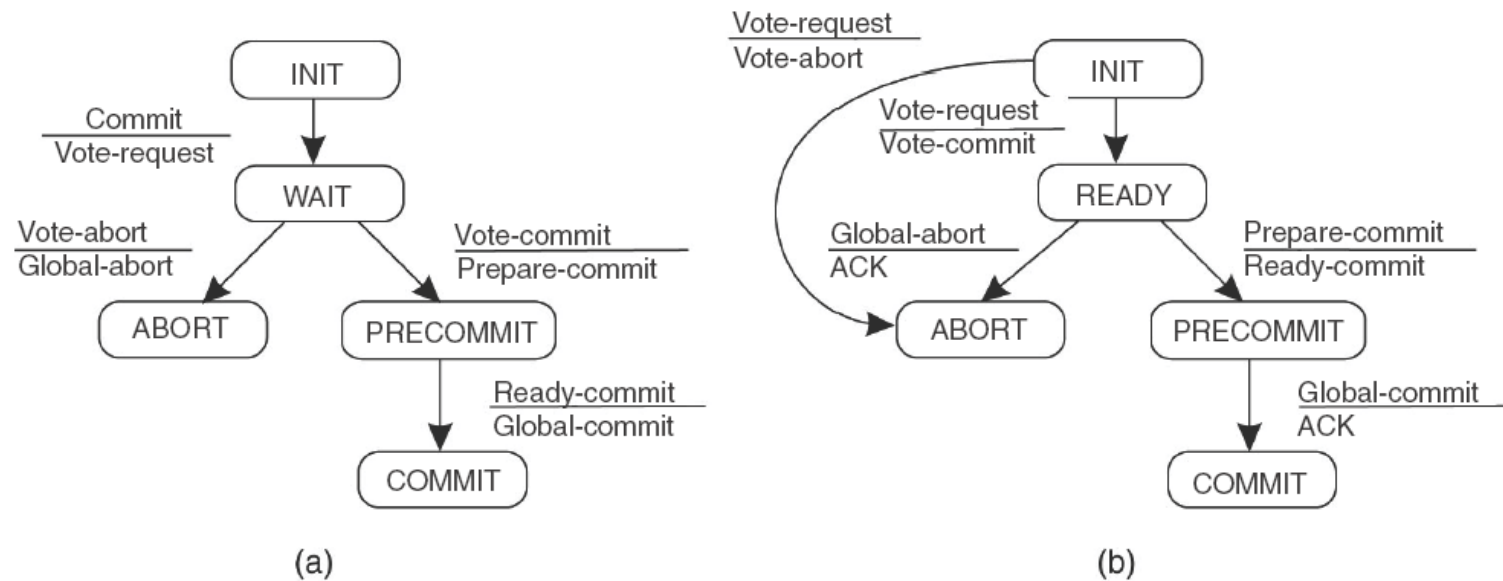 INIT
Commit
Vote-request
WAIT
Vote-abort
Global-abort
Vote-commit
Prepare-commit
ABORT
PRECOMMIT
Ready-commit
Global-commit
COMMIT
(a)
Vote-request
Vote-abort
INIT
Vote-request
Vote-commit
READY
Global-abort
ACK
Prepare-commit
Ready-commit
ABORT
PRECOMMIT
Global-commit
ACK
COMMIT
(b)